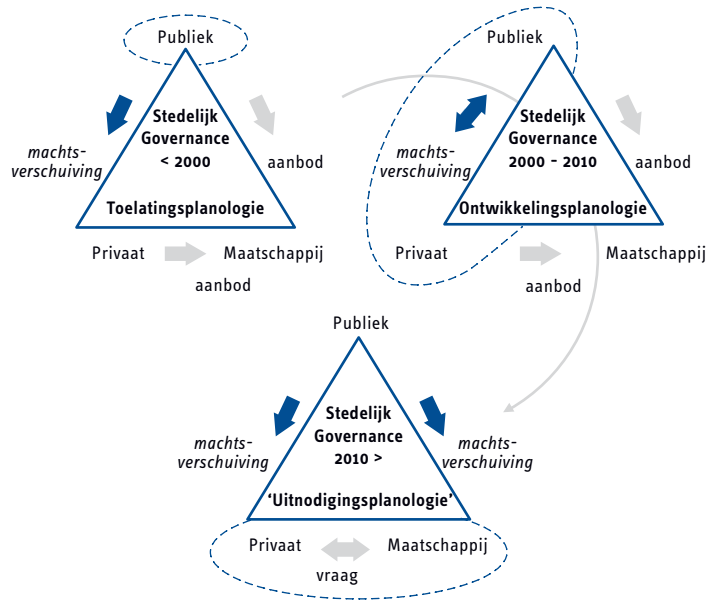 Publiek
Stedelijk
Governance
< 2000
machts-
verschuiving
aanbod
Toelatingsplanologie
Privaat
Maatschappij
aanbod
Publiek
Stedelijk
Governance
2000 - 2010
machts-
verschuiving
aanbod
Ontwikkelingsplanologie
Privaat
Maatschappij
aanbod
Publiek
Stedelijk
Governance
2010 >
machts-
verschuiving
machts-
verschuiving
'Uitnodigingsplanologie'
Privaat
Maatschappij
vraag